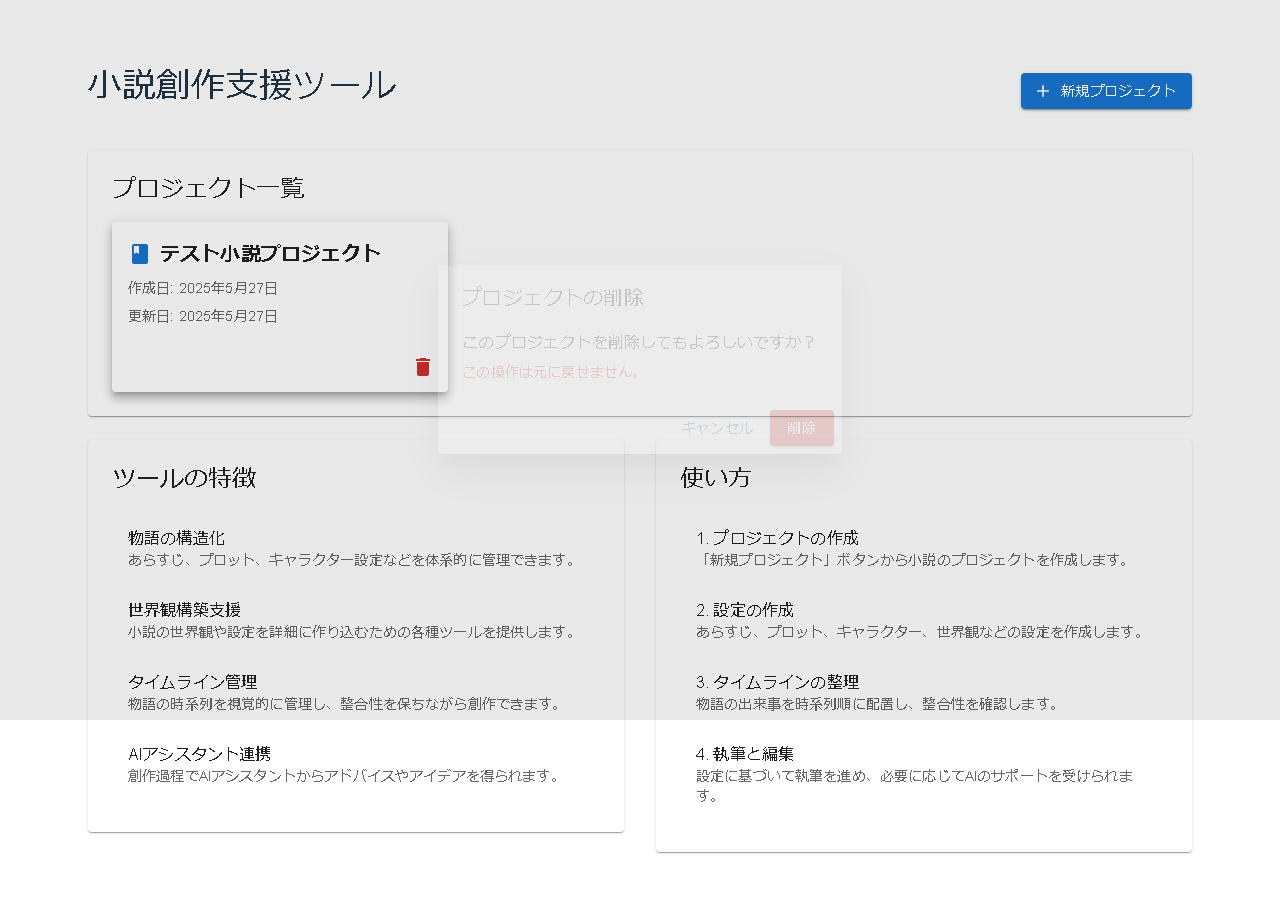 小説創作支援ツール
新規プロジェクト
プロジェクト一覧
テスト小説プロジェクト
作成日: 2025年5月27日
更新日: 2025年5月27日
プロジェクトの削除
このプロジェクトを削除してもよろしいですか？
この操作は元に戻せません。
キャンセル
削除
ツールの特徴
物語の構造化
あらすじ、プロット、キャラクター設定などを体系的に管理できます。
世界観構築支援
小説の世界観や設定を詳細に作り込むための各種ツールを提供します。
タイムライン管理
物語の時系列を視覚的に管理し、整合性を保ちながら創作できます。
AIアシスタント連携
創作過程でAIアシスタントからアドバイスやアイデアを得られます。
使い方
1. プロジェクトの作成
「新規プロジェクト」ボタンから小説のプロジェクトを作成します。
2. 設定の作成
あらすじ、プロット、キャラクター、世界観などの設定を作成します。
3. タイムラインの整理
物語の出来事を時系列順に配置し、整合性を確認します。
4. 執筆と編集
設定に基づいて執筆を進め、必要に応じてAIのサポートを受けられま
す。